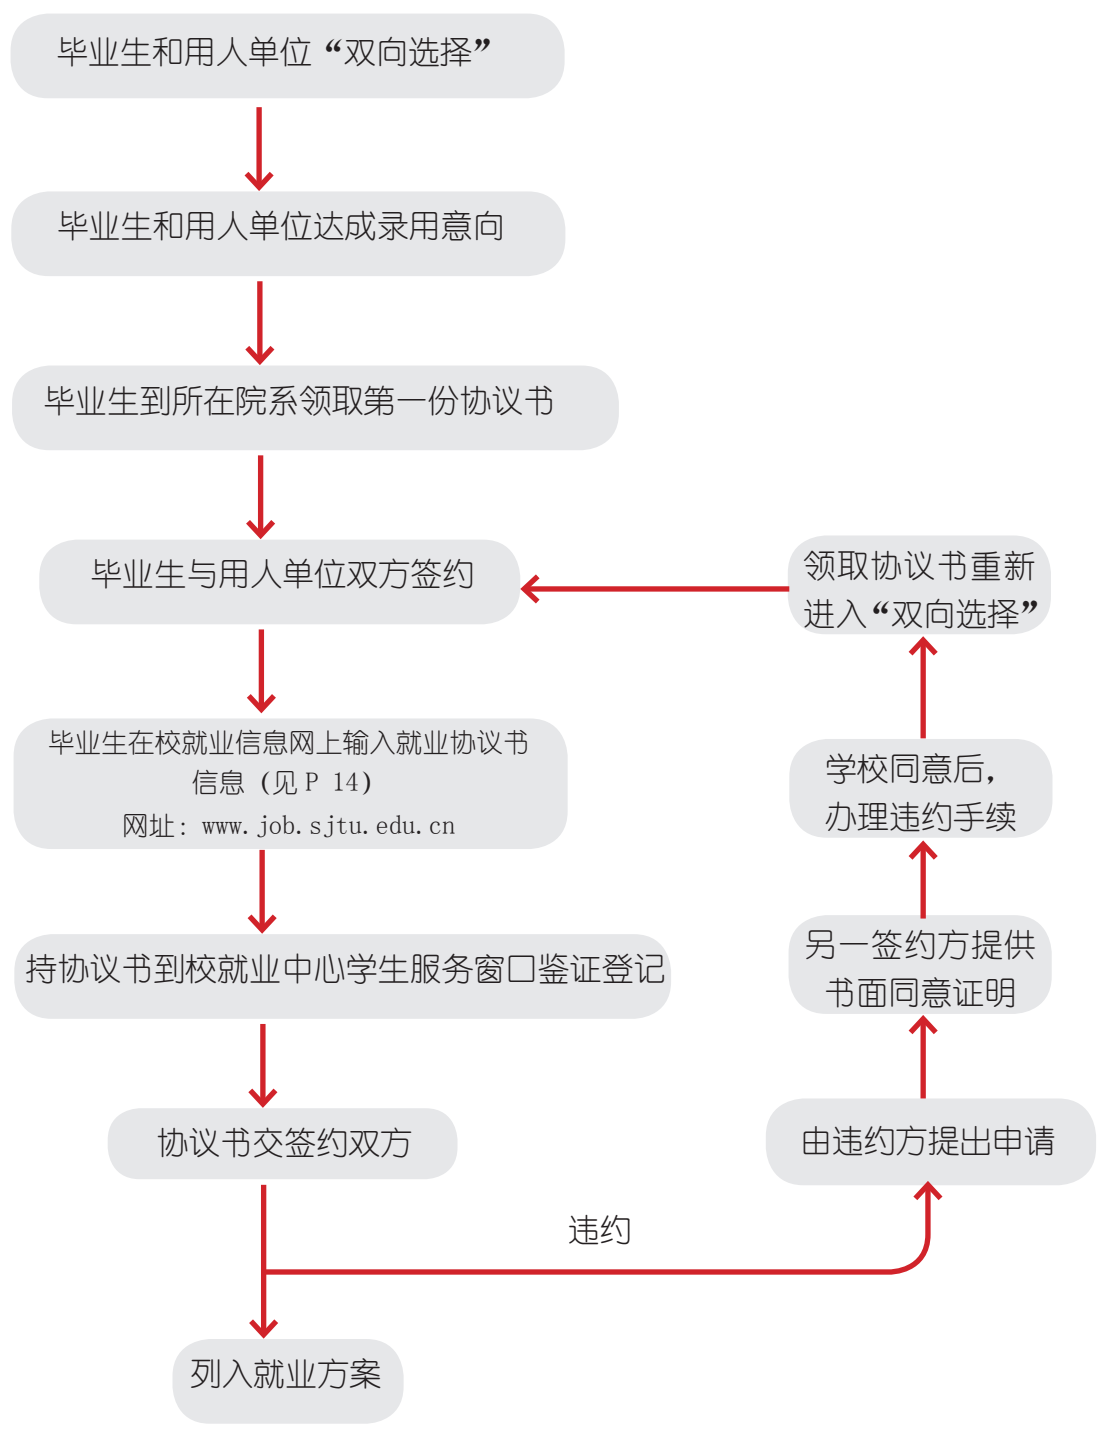 毕业生和用人单位“双向选择”
毕业生和用人单位达成录用意向
毕业生到所在院系领取第一份协议书
毕业生与用人单位双方签约
毕业生在校就业信息网上输入就业协议书
信息（见P 14）
网址：www.job.sjtu.edu.cn
持协议书到校就业中心学生服务窗口鉴证登记
协议书交签约双方
违约
列入就业方案
由违约方提出申请
另一签约方提供
书面同意证明
学校同意后，
办理违约手续
领取协议书重新
进入“双向选择”